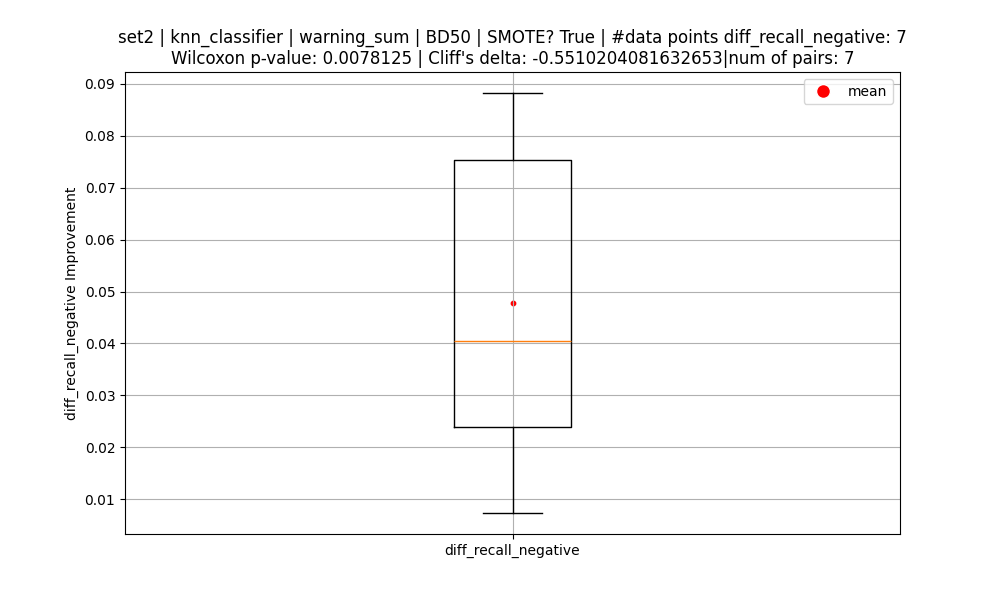 set2 | knn_classifier | warning_sum | BD50 | SMOTE? True | #data points diff_recall_negative: 7
Wilcoxon p-value: 0.0078125 | Cliff's delta: -0.5510204081632653|num of pairs: 7
mean
0.09
0.08
0.07
0.06
0.05
0.04
0.03
0.02
0.01
diff_recall_negative Improvement
diff_recall_negative